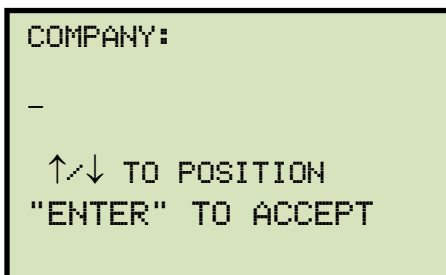 COMPANY:
_
↑/↓ TO POSITION
"ENTER" TO ACCEPT